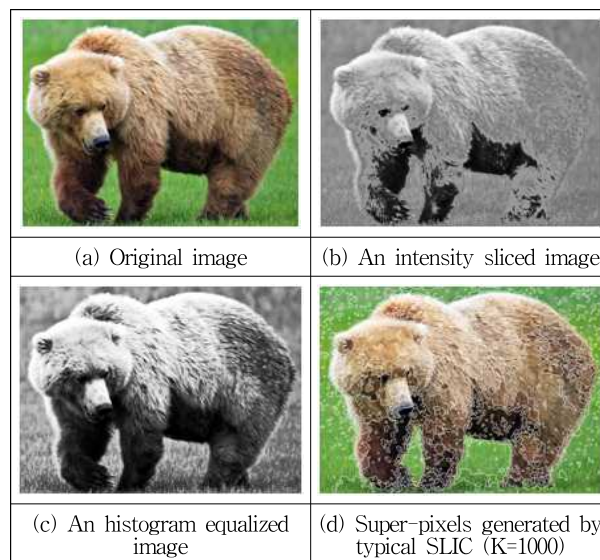 (a) Original image
(b) An intensity sliced image
(c) An histogram equalized
image
(d) Super-pixels generated by
typical SLIC (K=1000)